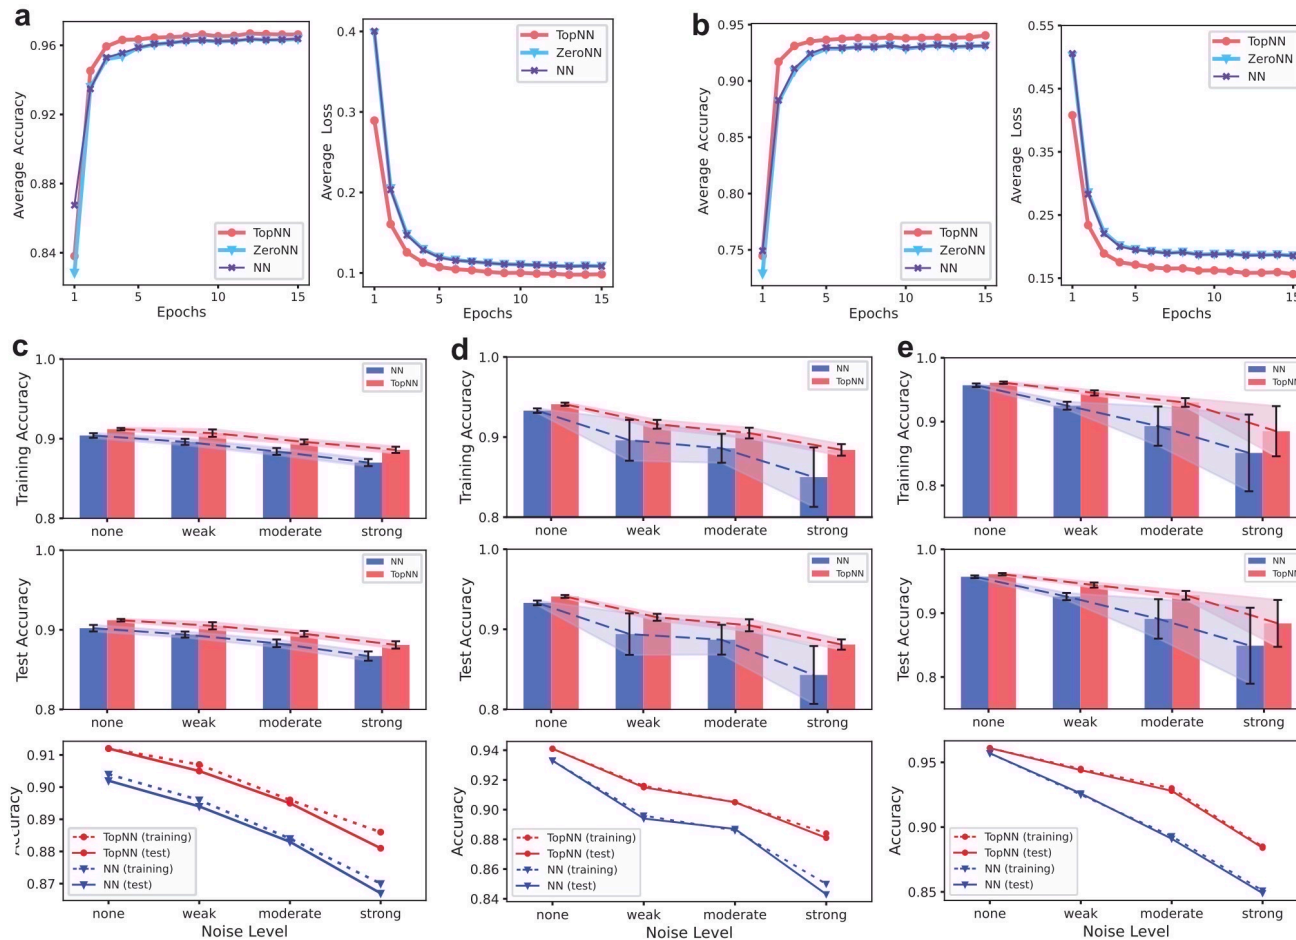 a
0.96
0.92
0.88
0.84
Average Accuracy
TopNN
ZeroNN
NN
1
5
10
15
Epochs
0.4
0.3
0.2
0.1
Average Loss
TopNN
ZeroNN
NN
1
5
10
15
Epochs
b
0.95
0.90
0.85
0.80
0.75
Average Accuracy
TopNN
ZeroNN
NN
1
5
10
15
Epochs
0.55
0.45
0.35
0.25
0.15
Average Loss
TopNN
ZeroNN
NN
1
5
10
15
Epochs
c
1.0
0.9
0.8
Training Accuracy
NN
TopNN
none weak moderate strong
d
1.0
0.9
0.8
Training Accuracy
NN
TopNN
none weak moderate strong
e
1.0
0.9
0.8
Training Accuracy
NN
TopNN
none weak moderate strong
1.0
0.9
0.8
Test Accuracy
NN
TopNN
none weak moderate strong
1.0
0.9
0.8
Test Accuracy
NN
TopNN
none weak moderate strong
1.0
0.9
0.8
Test Accuracy
NN
TopNN
none weak moderate strong
0.91
0.90
0.89
0.88
0.87
TopNN (training)
TopNN (test)
NN (training)
NN (test)
none weak moderate strong
Noise Level
0.94
0.92
0.90
0.88
0.86
0.84
Accuracy
TopNN (training)
TopNN (test)
NN (training)
NN (test)
none weak moderate strong
Noise Level
0.95
0.90
0.85
Accuracy
TopNN (training)
TopNN (test)
NN (training)
NN (test)
none weak moderate strong
Noise Level